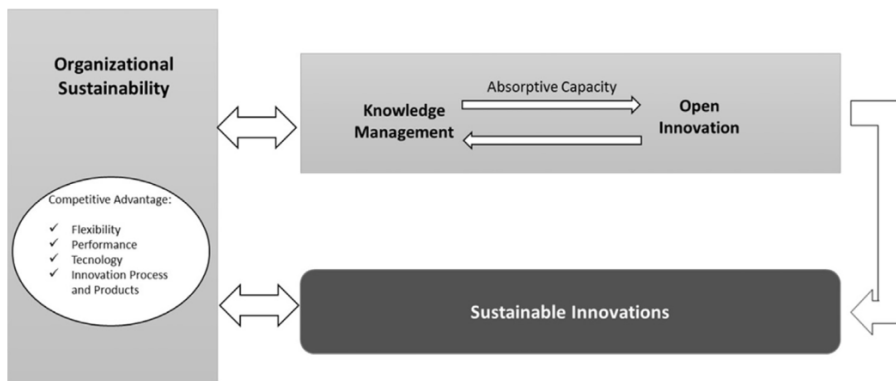 Organizational
Sustainability
Competitive Advantage:
✓ Flexibility
✓ Performance
✓ Tecnology
✓ Innovation Process
and Products
Absorptive Capacity
Knowledge
Management
Open
Innovation
Sustainable Innovations